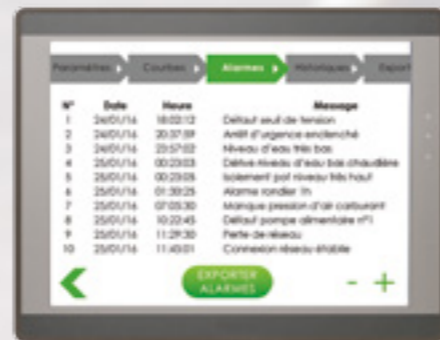 Paramètres Courbes Alarmes Historiques Export
N° Date Heure Message
1 24/01/16 18:02:12 Défaut seuil de tension
2 24/01/16 20:37:59 Arrêt d'urgence enclenché
3 24/01/16 23:57:02 Niveau d'eau très bas
4 25/01/16 00:23:03 Dérive niveau d'eau bas chaudière
5 25/01/16 00:23:05 Isolement pot niveau très haut
6 25/01/16 01:30:25 Alarme rondier 1h
7 25/01/16 07:05:30 Manque pression d'air carburant
8 25/01/16 10:22:45 Défaut pompe alimentaire n°1
9 25/01/16 11:29:30 Perte de réseau
10 25/01/16 11:43:01 Connexion réseau établie
EXPORTER
ALARMES
- +